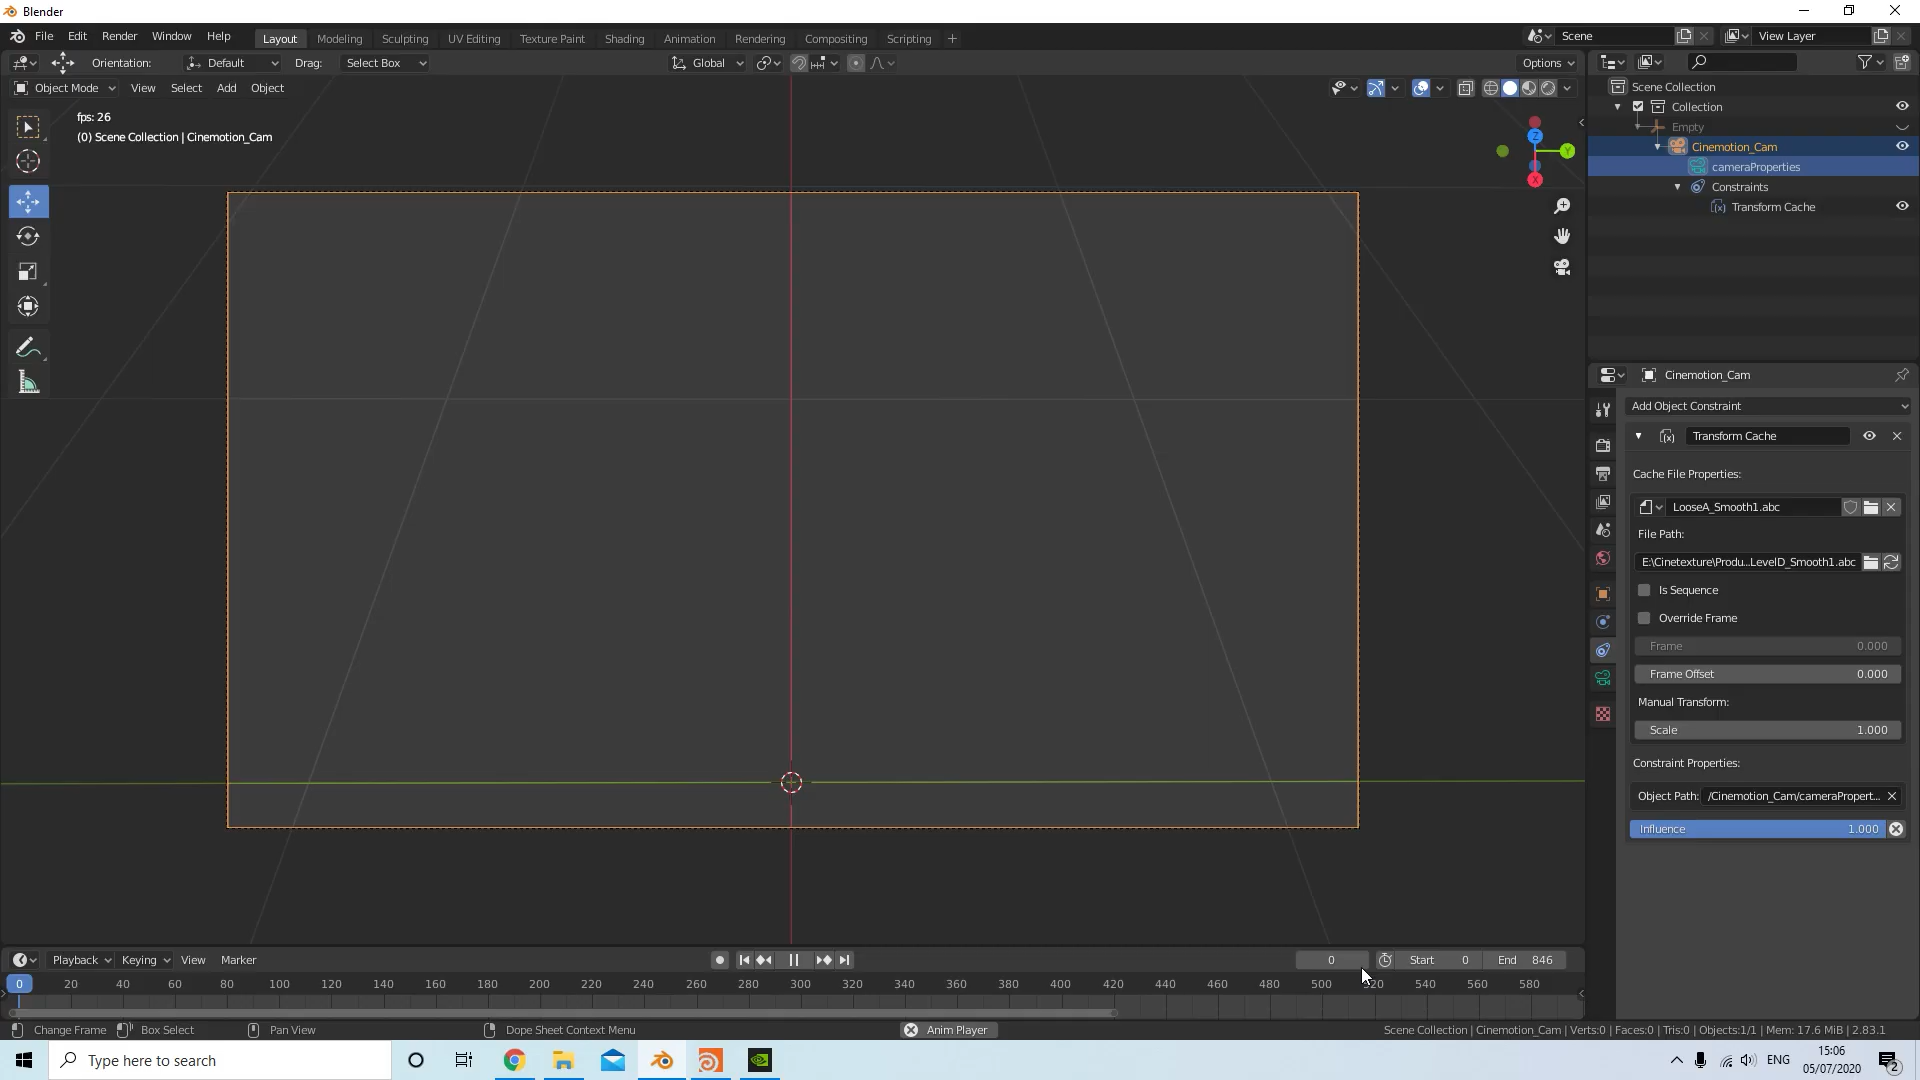 Blender
File Edit Render Window Help
Layout Modeling Sculpting UV Editing Texture Paint Shading Animation Rendering Compositing Scripting +
Scene
View Layer
Orientation: Default Drag: Select Box Global Options
Object Mode View Select Add Object
fps: 26
(0) Scene Collection | Cinemotion_Cam
Z
Y
X
Scene Collection
Collection
Empty
Cinemotion_Cam
cameraProperties
Constraints
Transform Cache
Cinemotion_Cam
Add Object Constraint
Transform Cache
Cache File Properties:
LooseA_Smooth1.abc
File Path:
E:\Cinetexture\Produ...LevelD_Smooth1.abc
Is Sequence
Override Frame
Frame 0.000
Frame Offset 0.000
Manual Transform:
Scale 1.000
Constraint Properties:
Object Path: /Cinemotion_Cam/cameraPropert...
Influence 1.000
Playback Keying View Marker 0 Start 0 End 846
0 20 40 60 80 100 120 140 160 180 200 220 240 260 280 300 320 340 360 380 400 420 440 460 480 500 520 540 560 580
Change Frame Box Select Pan View Dope Sheet Context Menu Anim Player Scene Collection | Cinemotion_Cam | Verts:0 | Faces:0 | Tris:0 | Objects:1/1 | Mem: 17.6 MiB | 2.83.1
Type here to search
ENG
15:06
05/07/2020
2